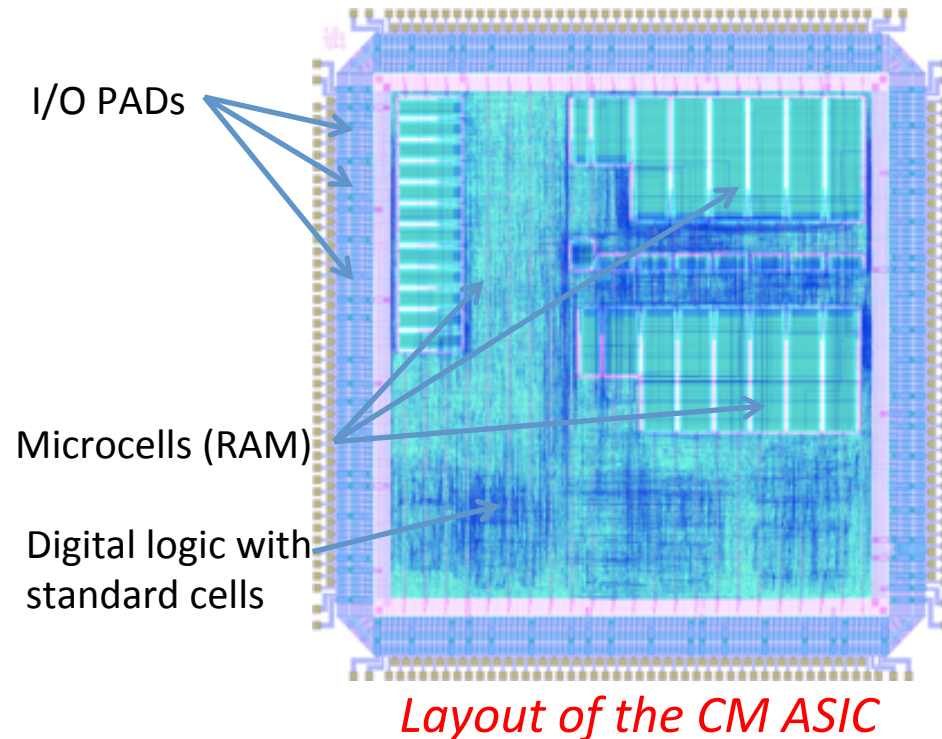 I/O PADs
Microcells (RAM)
Digital logic with
standard cells
Layout of the CM ASIC